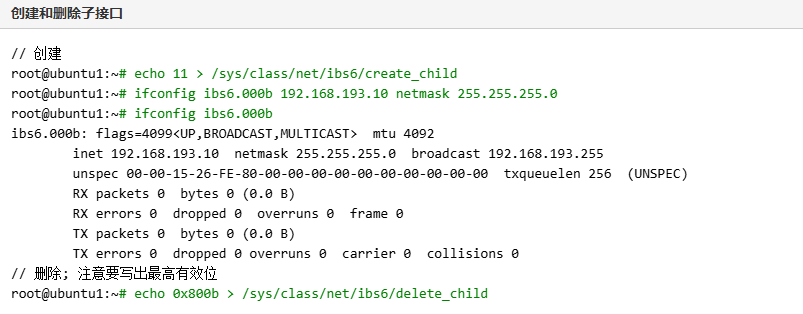 创建和删除子接口
// 创建
root@ubuntu1:~# echo 11 > /sys/class/net/ibs6/create_child
root@ubuntu1:~# ifconfig ibs6.000b 192.168.193.10 netmask 255.255.255.0
root@ubuntu1:~# ifconfig ibs6.000b
ibs6.000b: flags=4099<UP,BROADCAST,MULTICAST>  mtu 4092
        inet 192.168.193.10  netmask 255.255.255.0  broadcast 192.168.193.255
        unspec 00-00-15-26-FE-80-00-00-00-00-00-00-00-00-00-00  txqueuelen 256  (UNSPEC)
        RX packets 0  bytes 0 (0.0 B)
        RX errors 0  dropped 0  overruns 0  frame 0
        TX packets 0  bytes 0 (0.0 B)
        TX errors 0  dropped 0 overruns 0  carrier 0  collisions 0
// 删除; 注意要写出最高有效位
root@ubuntu1:~# echo 0x800b > /sys/class/net/ibs6/delete_child